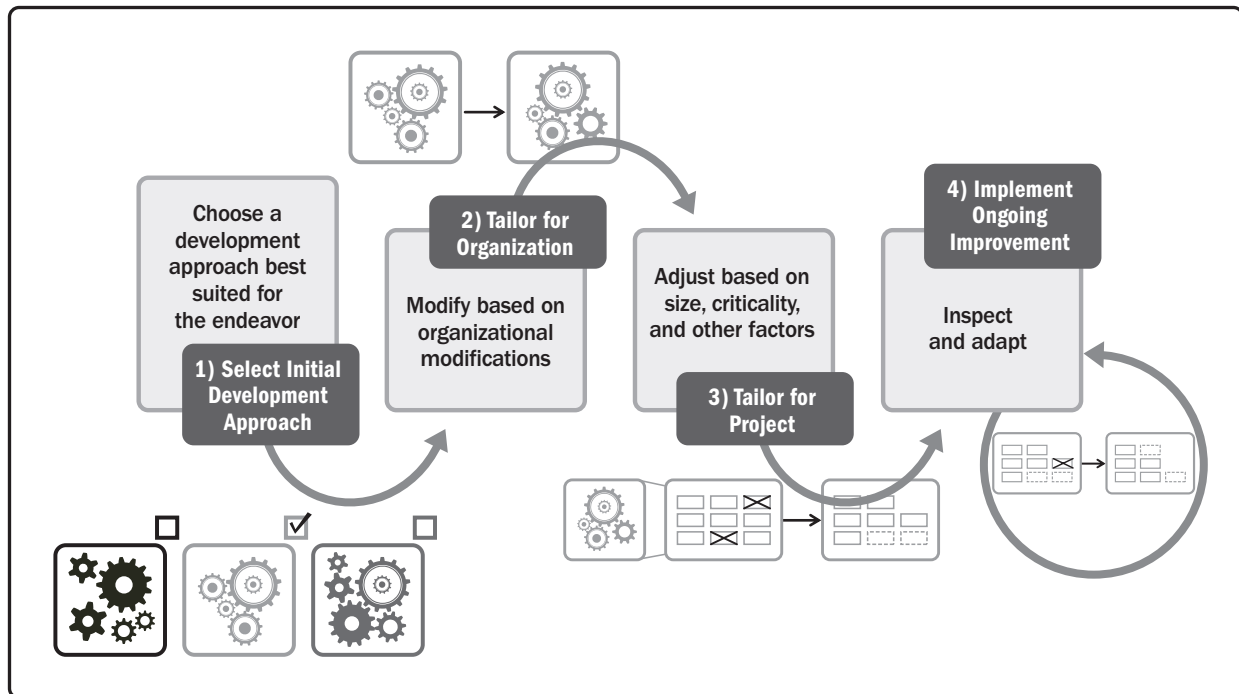 Choose a
development
approach best
suited for
the endeavor
1) Select Initial
Development
Approach
2) Tailor for
Organization
Modify based on
organizational
modifications
Adjust based on
size, criticality,
and other factors
3) Tailor for
Project
4) Implement
Ongoing
Improvement
Inspect
and adapt